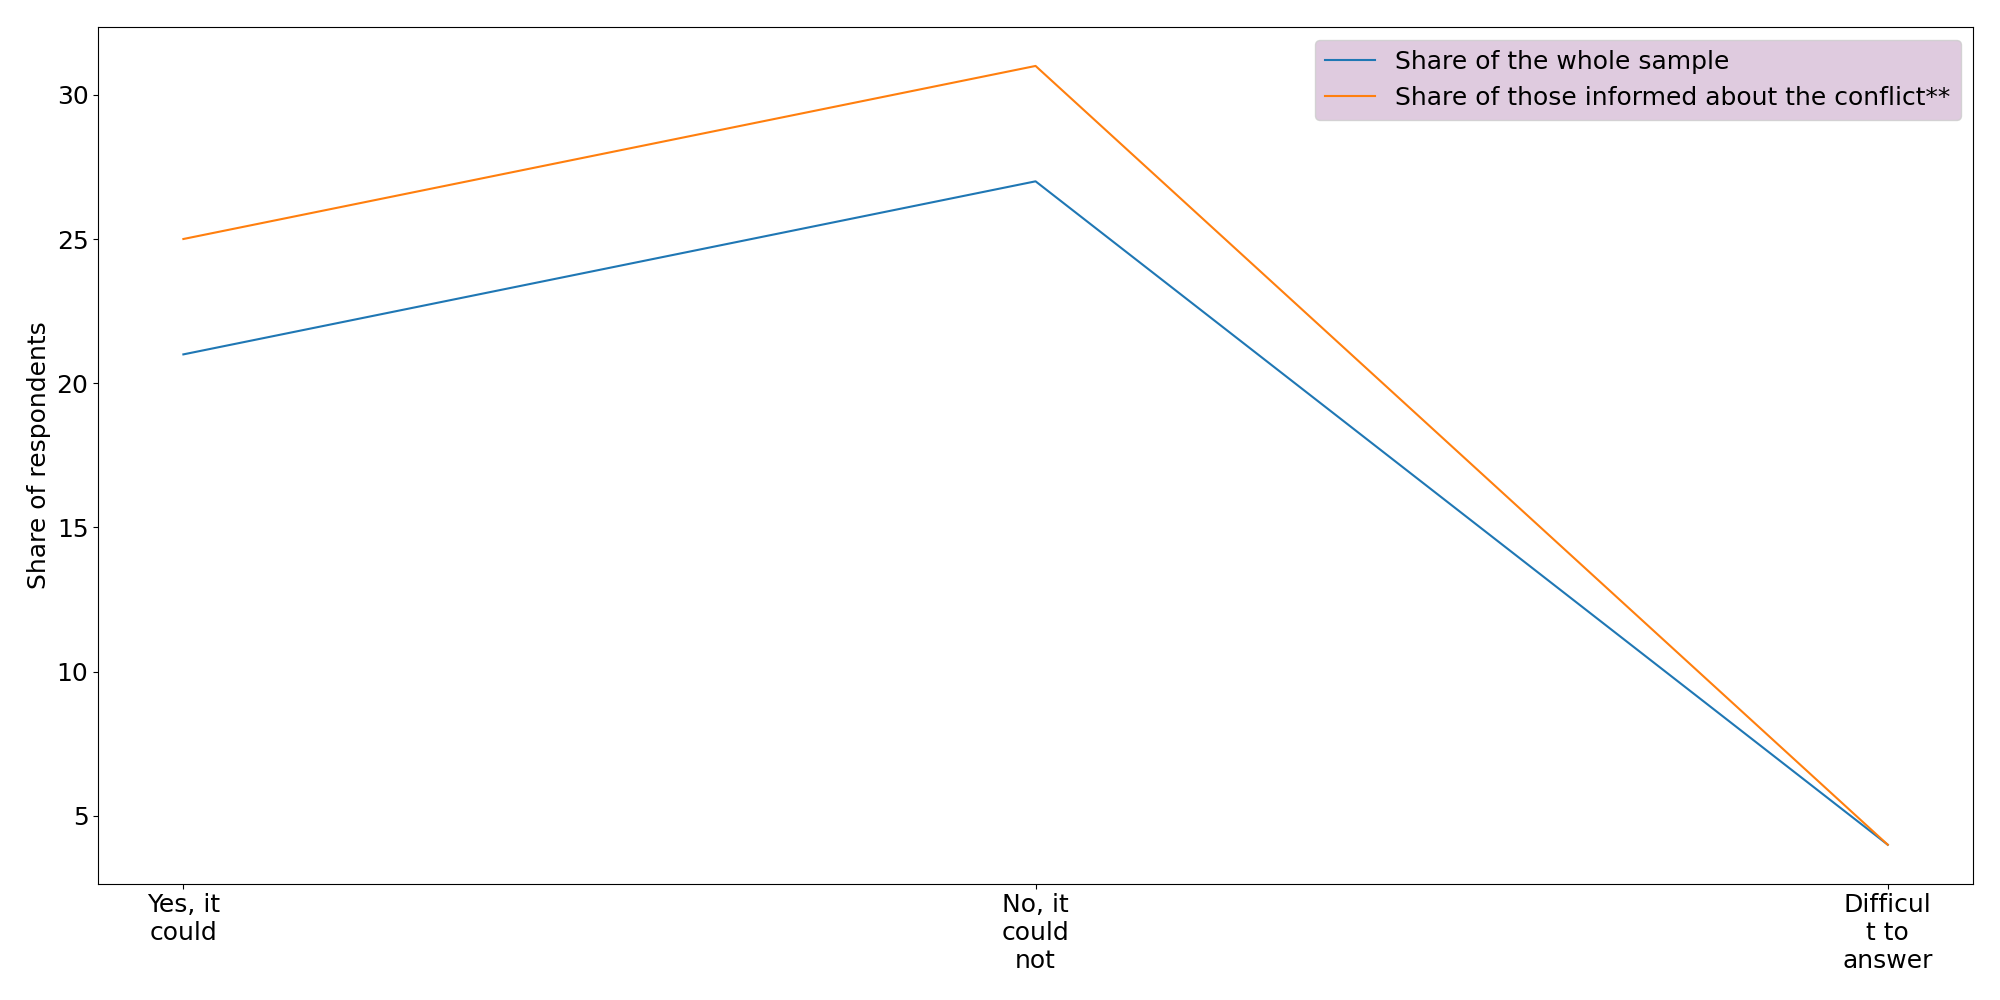 Share of the whole sample
Share of those informed about the conflict**
Share of respondents
30
25
20
15
10
5
Yes, it
could
No, it
could
not
Difficul
t to
answer